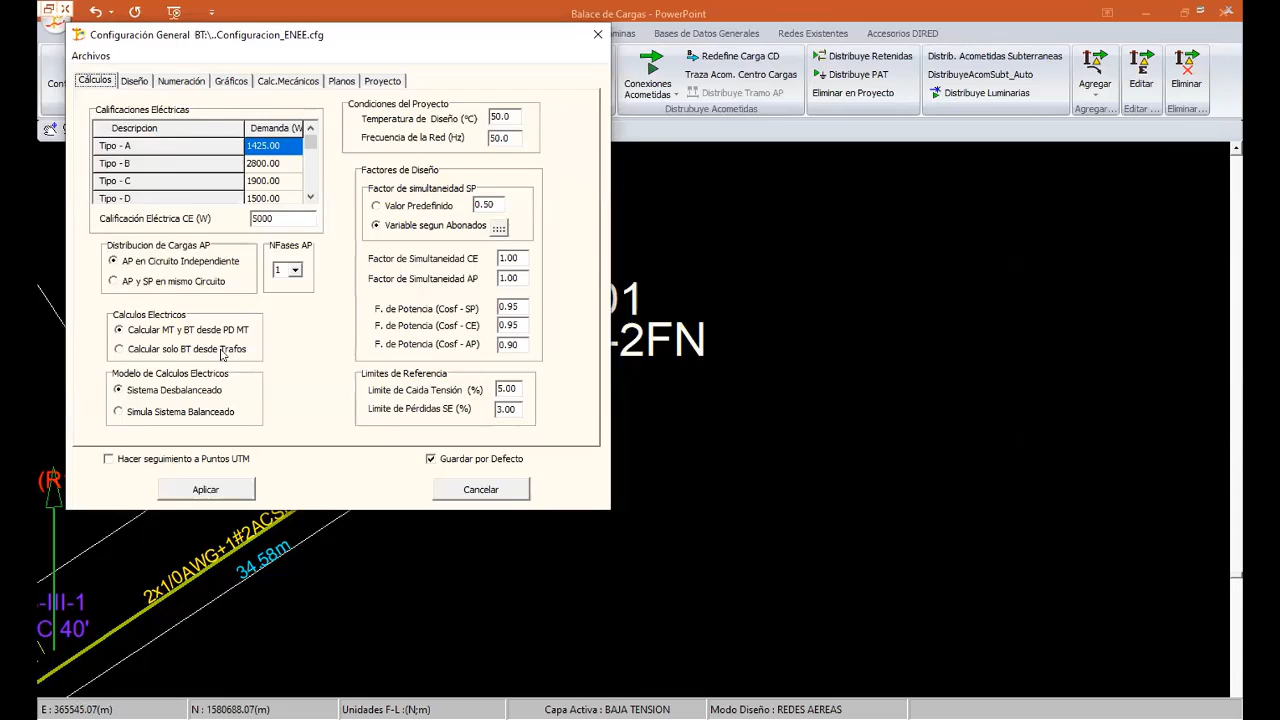 Balace de Cargas - PowerPoint
Configuración General BT:\..Configuracion_ENEE.cfg
Archivos
Cálculos
Diseño
Numeración
Gráficos
Calc.Mecánicos
Planos
Proyecto
Calificaciones Eléctricas
Descripcion
Demanda (W
Tipo - A
1425.00
Tipo - B
2800.00
Tipo - C
1900.00
Tipo - D
1500.00
Calificación Eléctrica CE (W)
5000
Distribucion de Cargas AP
AP en Cicruito Independiente
AP y SP en mismo Circuito
NFases AP
1
Calculos Electricos
Calcular MT y BT desde PD MT
Calcular solo BT desde Trafos
Modelo de Calculos Electricos
Sistema Desbalanceado
Simula Sistema Balanceado
Condiciones del Proyecto
Temperatura de Diseño (ºC)
50.0
Frecuencia de la Red (Hz)
50.0
Factores de Diseño
Factor de simultaneidad SP
Valor Predefinido
0.50
Variable segun Abonados
Factor de Simultaneidad CE
1.00
Factor de Simultaneidad AP
1.00
F. de Potencia (Cosf - SP)
0.95
F. de Potencia (Cosf - CE)
0.95
F. de Potencia (Cosf - AP)
0.90
Limites de Referencia
Limite de Caida Tensión (%)
5.00
Limite de Pérdidas SE (%)
3.00
Hacer seguimiento a Puntos UTM
Guardar por Defecto
Aplicar
Cancelar
Base de Datos Generales
Redes Existentes
Accesorios DIRED
Conexiones
Acometidas
Redefine Carga CD
Traza Acom. Centro Cargas
Distribuye Tramo AP
Distrubuye Acometidas
Distribuye Retenidas
Distribuye PAT
Eliminar en Proyecto
Distrib. Acometidas Subterraneas
DistribuyeAcomSubt_Auto
Distribuye Luminarias
Agregar
Agregar...
Editar
Editar ...
Eliminar
Eliminar...
01
-2FN
(R
2x1/0AWG+1#2ACS
34.58m
-III-1
C 40'
E : 365545.07(m)
N : 1580688.07(m)
Unidades F-L :(N;m)
Capa Activa : BAJA TENSION
Modo Diseño : REDES AEREAS